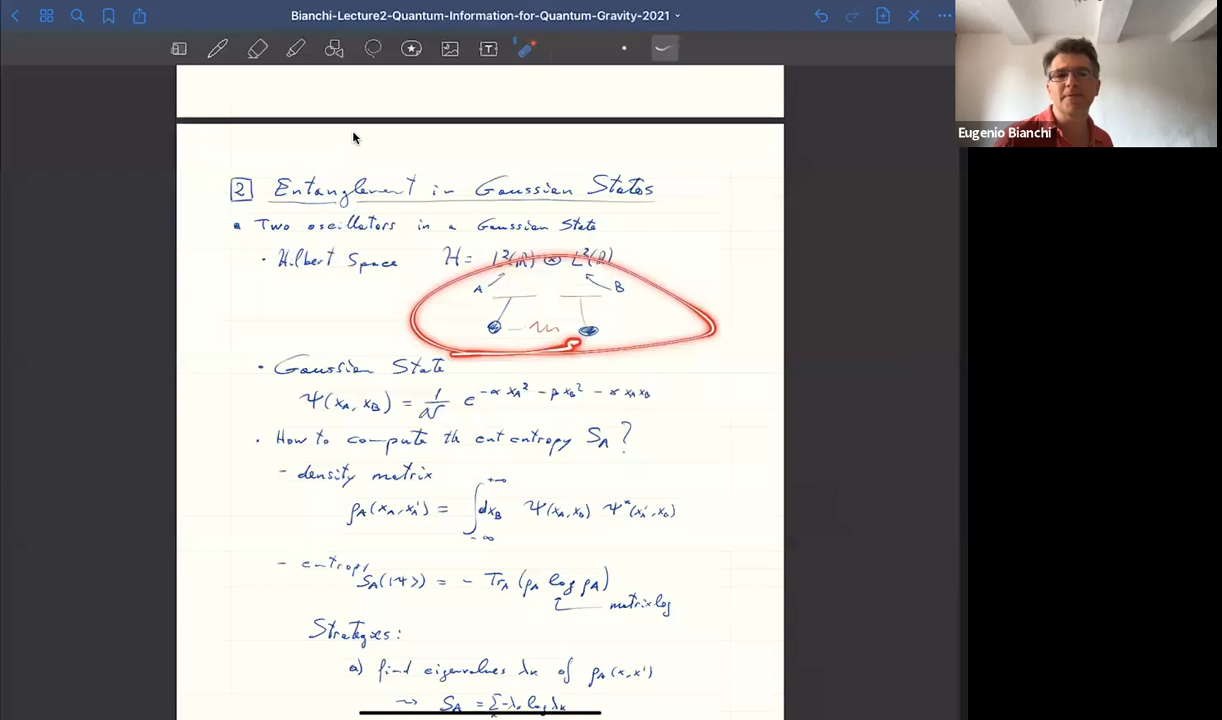 Bianchi-Lecture2-Quantum-Information-for-Quantum-Gravity-2021
Eugenio Bianchi
2 Entanglement in Gaussian States
Two oscillators in a Gaussian State
· Hilbert Space H = L²(ℝ) ⊗ L²(ℝ)
A B
· Gaussian State
Ψ(x_A, x_B) = 1/𝒩 e^{-α x_A² - β x_B² - γ x_A x_B}
· How to compute th ent entropy S_A?
- density matrix
ρ_A(x_A, x_A') = ∫_{-∞}^{+∞} dx_B Ψ(x_A, x_B) Ψ*(x_A', x_B)
- entropy
S_A(|Ψ>) = - Tr_A (ρ_A log ρ_A)
matrix log
Strategies:
a) find eigenvalues λ_k of ρ_A(x, x')
⇝ S_A = Σ_k -λ_k log λ_k